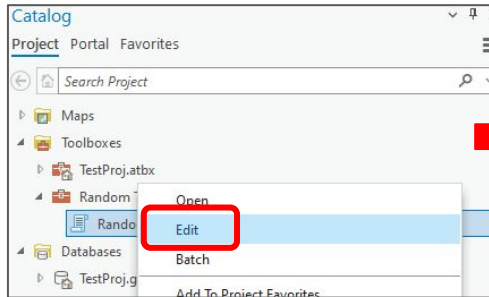 Catalog
Project Portal Favorites
Search Project
Maps
Toolboxes
TestProj.atbx
Random
Open
Rando
Edit
Batch
Databases
TestProj.g
Add To Project Favorites